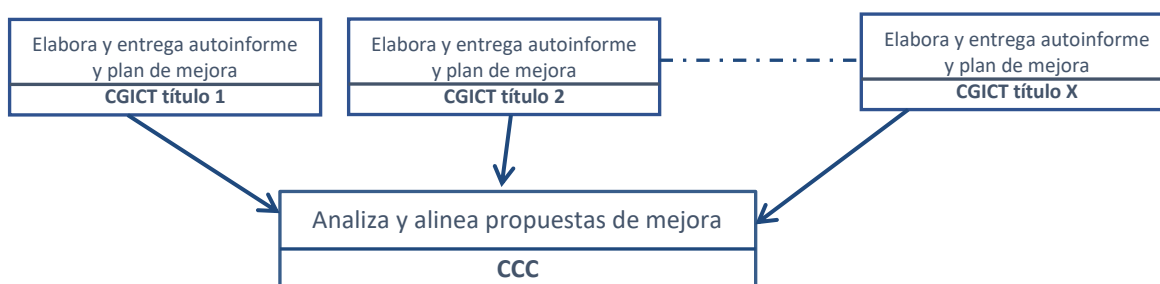 Elabora y entrega autoinforme
y plan de mejora
CGICT título 1
Elabora y entrega autoinforme
y plan de mejora
CGICT título 2
Elabora y entrega autoinforme
y plan de mejora
CGICT título X
Analiza y alinea propuestas de mejora
CCC